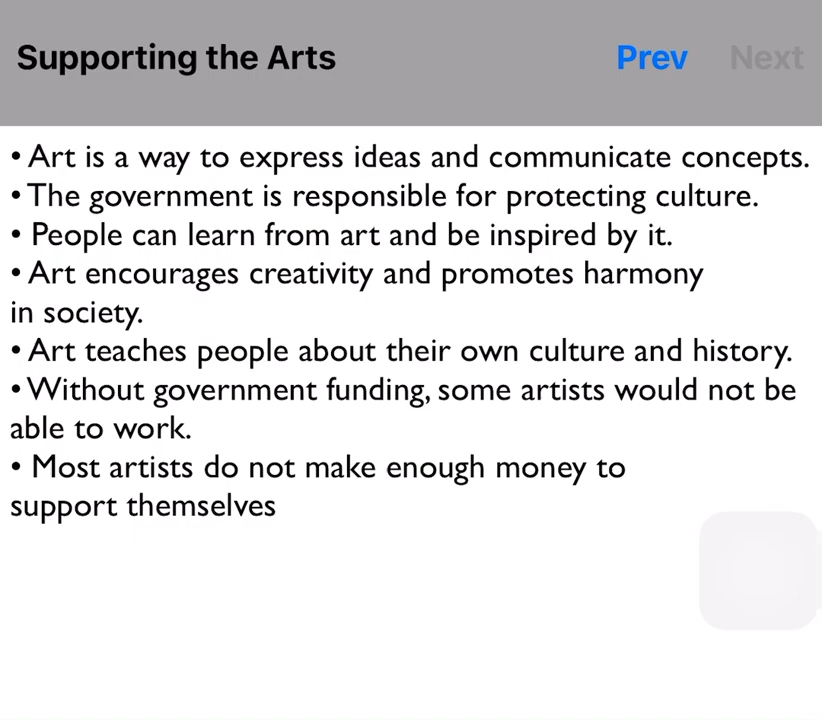 Supporting the Arts
Prev
Next
• Art is a way to express ideas and communicate concepts.
• The government is responsible for protecting culture.
• People can learn from art and be inspired by it.
• Art encourages creativity and promotes harmony
in society.
• Art teaches people about their own culture and history.
• Without government funding, some artists would not be
able to work.
• Most artists do not make enough money to
support themselves